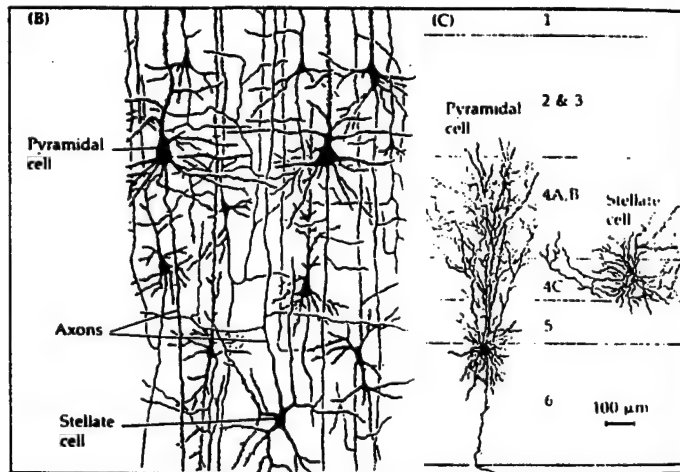 (B)
Pyramidal
cell
Axons
Stellate
cell
(C)
1
2 & 3
Pyramidal
cell
4A,B
Stellate
cell
4C
5
6
100 μm